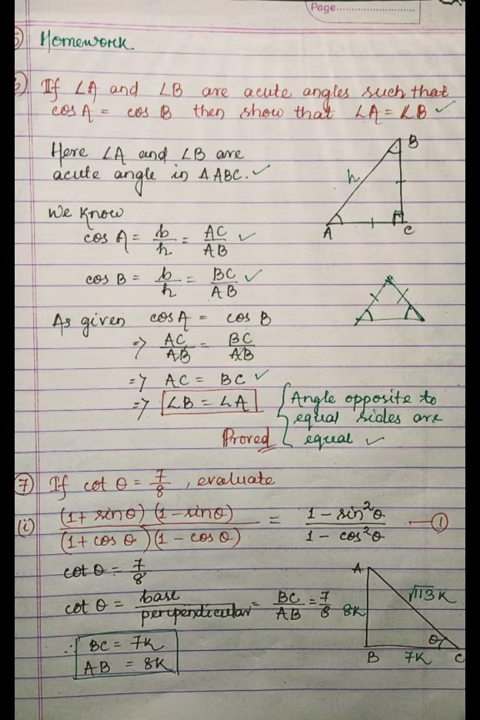 Page
5) Homework.
6) If ∠A and ∠B are acute angles such that
cos A = cos B then show that ∠A = ∠B ✓
Here ∠A and ∠B are
acute angle in ΔABC. ✓
We know
cos A = b/h = AC/AB ✓
cos B = b/h = BC/AB ✓
As given cos A = cos B
=> AC/AB = BC/AB
=> AC = BC ✓
=> ∠B = ∠A
{ Angle opposite to
equal sides are
equal ✓
Proved
B
h
A
C
7) If cot θ = 7/8, evaluate
(i) (1 + sin θ) (1 - sin θ) / (1 + cos θ) (1 - cos θ) = 1 - sin²θ / 1 - cos²θ — ①
cot θ = 7/8
cot θ = base/perpendicular = BC/AB = 7/8
∴ BC = 7K
AB = 8K
A
√113 K
8K
θ
B
7K
C